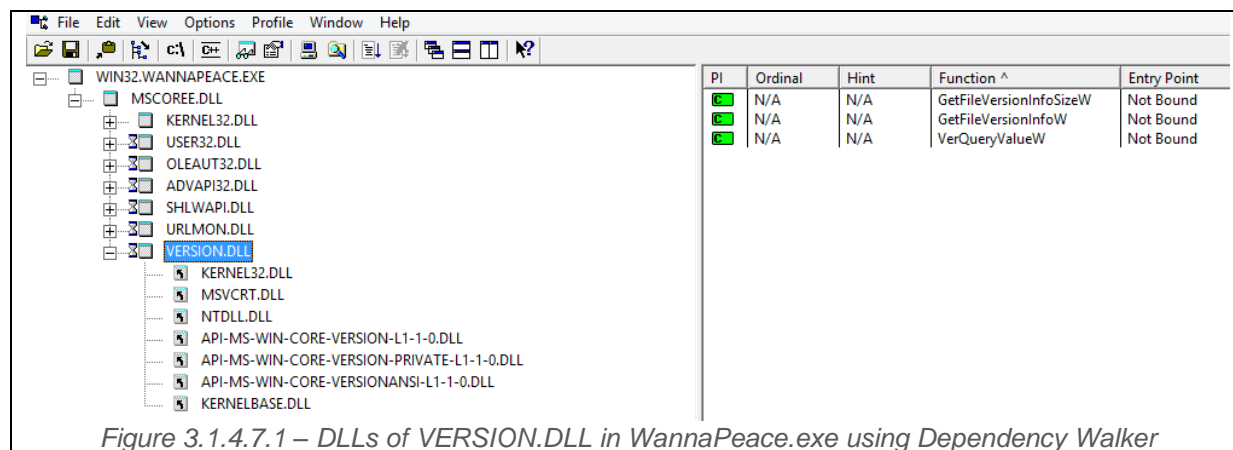 File Edit View Options Profile Window Help
C:\ C++
WIN32.WANNAPEACE.EXE
MSCOREE.DLL
KERNEL32.DLL
USER32.DLL
OLEAUT32.DLL
ADVAPI32.DLL
SHLWAPI.DLL
URLMON.DLL
VERSION.DLL
KERNEL32.DLL
MSVCRT.DLL
NTDLL.DLL
API-MS-WIN-CORE-VERSION-L1-1-0.DLL
API-MS-WIN-CORE-VERSION-PRIVATE-L1-1-0.DLL
API-MS-WIN-CORE-VERSIONANSI-L1-1-0.DLL
KERNELBASE.DLL
PI Ordinal Hint Function ^ Entry Point
C N/A N/A GetFileVersionInfoSizeW Not Bound
C N/A N/A GetFileVersionInfoW Not Bound
C N/A N/A VerQueryValueW Not Bound
Figure 3.1.4.7.1 – DLLs of VERSION.DLL in WannaPeace.exe using Dependency Walker